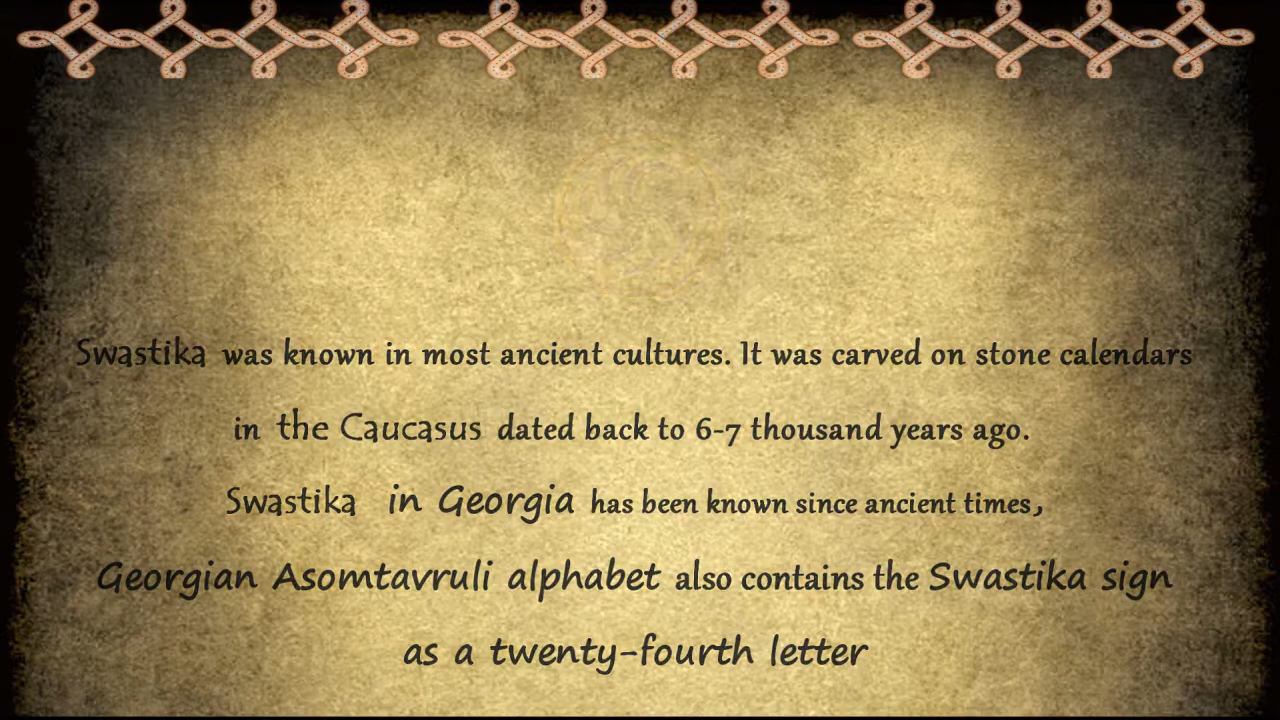 Swastika was known in most ancient cultures. It was carved on stone calendars
in the Caucasus dated back to 6-7 thousand years ago.
Swastika in Georgia has been known since ancient times,
Georgian Asomtavruli alphabet also contains the Swastika sign
as a twenty-fourth letter